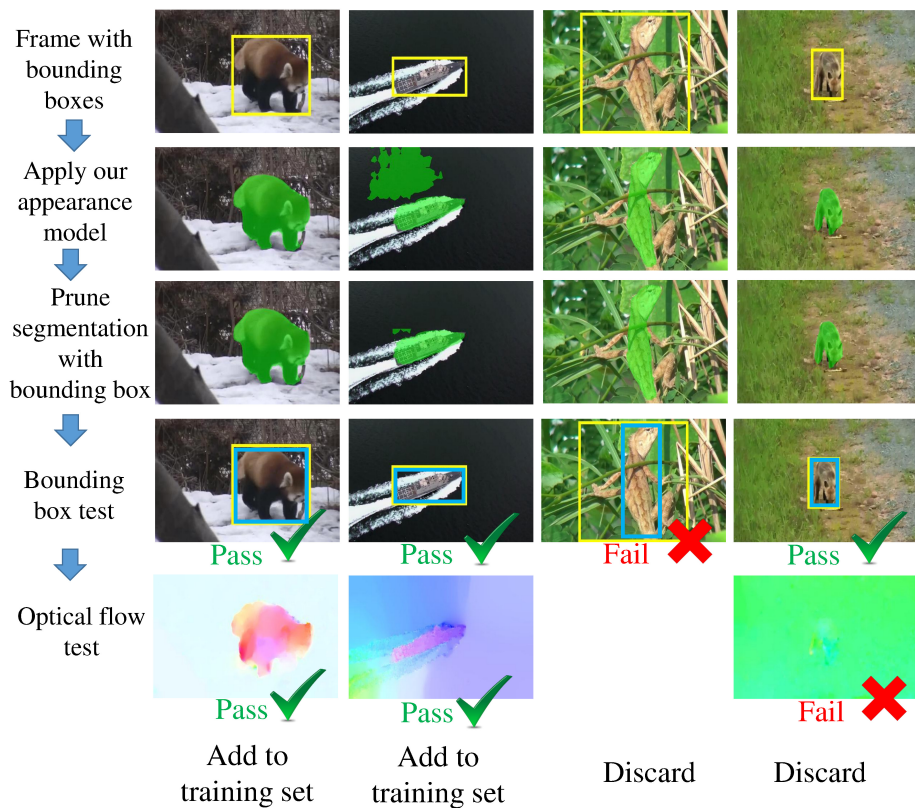 Frame with
bounding
boxes
Apply our
appearance
model
Prune
segmentation
with
bounding box
Bounding
box test
Pass
Pass
Fail
Pass
Optical flow
test
Pass
Pass
Fail
Add to
training set
Add to
training set
Discard
Discard